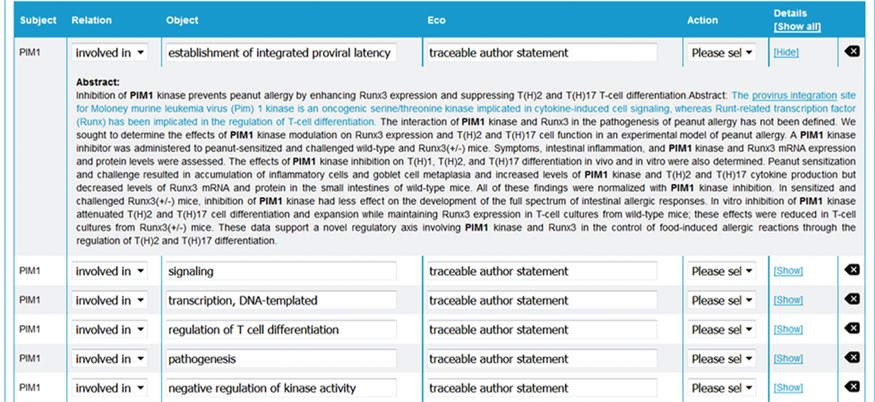 Subject Relation Object Eco Action Details
[Show all]
PIM1 involved in establishment of integrated proviral latency traceable author statement Please sel [Hide]
Abstract:
Inhibition of PIM1 kinase prevents peanut allergy by enhancing Runx3 expression and suppressing T(H)2 and T(H)17 T-cell differentiation.Abstract: The provirus integration site
for Moloney murine leukemia virus (Pim) 1 kinase is an oncogenic serine/threonine kinase implicated in cytokine-induced cell signaling, whereas Runt-related transcription factor
(Runx) has been implicated in the regulation of T-cell differentiation. The interaction of PIM1 kinase and Runx3 in the pathogenesis of peanut allergy has not been defined. We
sought to determine the effects of PIM1 kinase modulation on Runx3 expression and T(H)2 and T(H)17 cell function in an experimental model of peanut allergy. A PIM1 kinase
inhibitor was administered to peanut-sensitized and challenged wild-type and Runx3(+/-) mice. Symptoms, intestinal inflammation, and PIM1 kinase and Runx3 mRNA expression
and protein levels were assessed. The effects of PIM1 kinase inhibition on T(H)1, T(H)2, and T(H)17 differentiation in vivo and in vitro were also determined. Peanut sensitization
and challenge resulted in accumulation of inflammatory cells and goblet cell metaplasia and increased levels of PIM1 kinase and T(H)2 and T(H)17 cytokine production but
decreased levels of Runx3 mRNA and protein in the small intestines of wild-type mice. All of these findings were normalized with PIM1 kinase inhibition. In sensitized and
challenged Runx3(+/-) mice, inhibition of PIM1 kinase had less effect on the development of the full spectrum of intestinal allergic responses. In vitro inhibition of PIM1 kinase
attenuated T(H)2 and T(H)17 cell differentiation and expansion while maintaining Runx3 expression in T-cell cultures from wild-type mice; these effects were reduced in T-cell
cultures from Runx3(+/-) mice. These data support a novel regulatory axis involving PIM1 kinase and Runx3 in the control of food-induced allergic reactions through the
regulation of T(H)2 and T(H)17 differentiation.
PIM1 involved in signaling traceable author statement Please sel [Show]
PIM1 involved in transcription, DNA-templated traceable author statement Please sel [Show]
PIM1 involved in regulation of T cell differentiation traceable author statement Please sel [Show]
PIM1 involved in pathogenesis traceable author statement Please sel [Show]
PIM1 involved in negative regulation of kinase activity traceable author statement Please sel [Show]